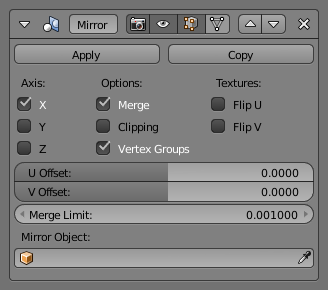 Mirror
Apply Copy
Axis: Options: Textures:
X Merge Flip U
Y Clipping Flip V
Z Vertex Groups
U Offset: 0.0000
V Offset: 0.0000
Merge Limit: 0.001000
Mirror Object: